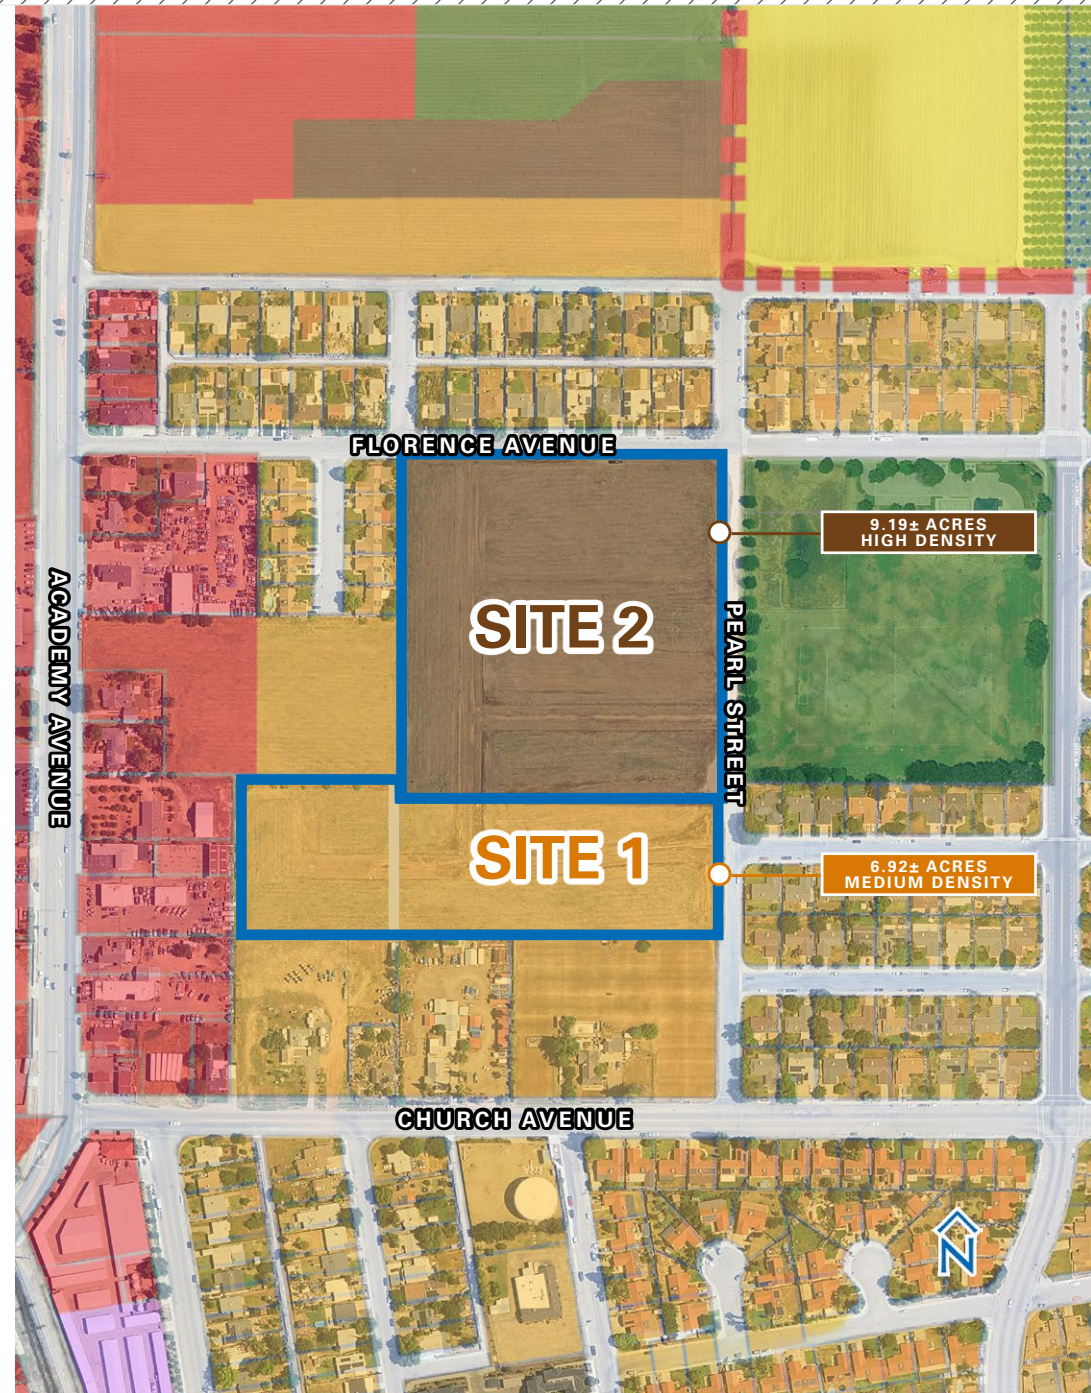 FLORENCE AVENUE
9.19± ACRES
HIGH DENSITY
SITE 2
ACADEMY AVENUE
PEARL STREET
SITE 1
6.92± ACRES
MEDIUM DENSITY
CHURCH AVENUE
N